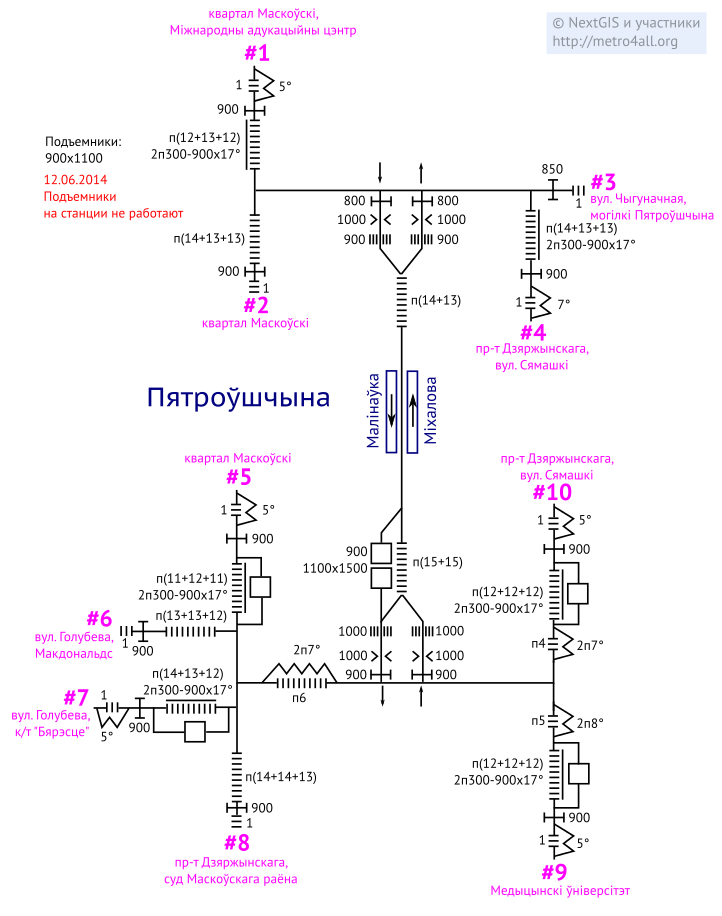 квартал Маскоўскі,
Міжнародны адукацыйны цэнтр
#1
© NextGIS и участники
http://metro4all.org
1
5°
900
Подъемники:
900x1100
12.06.2014
Подъемники
на станции не работают
п(12+13+12)
2п300-900x17°
850
#3
1
вул. Чыгуначная,
могілкі Пятроўшчына
800
800
1000
1000
900
900
п(14+13+13)
п(14+13+13)
2п300-900x17°
900
900
1
#2
квартал Маскоўскі
п(14+13)
1
7°
#4
пр-т Дзяржынскага,
вул. Сямашкі
Пятроўшчына
Малінаўка
Міхалова
квартал Маскоўскі
#5
1
5°
900
пр-т Дзяржынскага,
вул. Сямашкі
#10
1
5°
900
900
1100x1500
п(15+15)
п(11+12+11)
2п300-900x17°
п(12+12+12)
2п300-900x17°
#6
вул. Голубева,
Макдональдс
1
900
п(13+13+12)
1000
1000
1000
1000
900
900
п4
2п7°
2п7°
п6
п(14+13+12)
2п300-900x17°
#7
вул. Голубева,
к/т "Бярэсце"
1
5°
900
п5
2п8°
п(12+12+12)
2п300-900x17°
п(14+14+13)
900
1
#8
пр-т Дзяржынскага,
суд Маскоўскага раёна
900
1
5°
#9
Медыцынскі ўніверсітэт